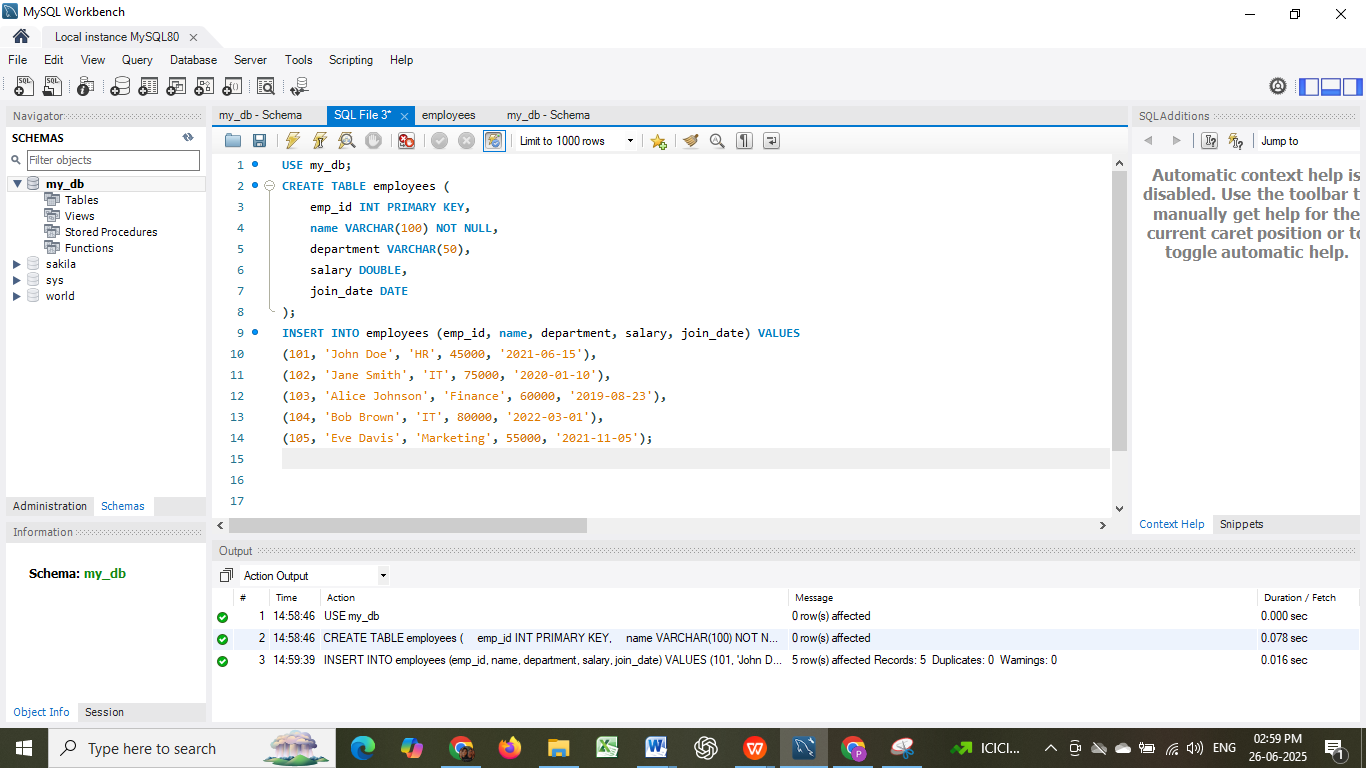 MySQL Workbench
Local instance MySQL80
File Edit View Query Database Server Tools Scripting Help
Navigator
SCHEMAS
Filter objects
my_db
Tables
Views
Stored Procedures
Functions
sakila
sys
world
Administration Schemas
Information
Schema: my_db
Object Info Session
my_db - Schema SQL File 3* employees my_db - Schema
Limit to 1000 rows
1 USE my_db;
2 CREATE TABLE employees (
3 emp_id INT PRIMARY KEY,
4 name VARCHAR(100) NOT NULL,
5 department VARCHAR(50),
6 salary DOUBLE,
7 join_date DATE
8 );
9 INSERT INTO employees (emp_id, name, department, salary, join_date) VALUES
10 (101, 'John Doe', 'HR', 45000, '2021-06-15'),
11 (102, 'Jane Smith', 'IT', 75000, '2020-01-10'),
12 (103, 'Alice Johnson', 'Finance', 60000, '2019-08-23'),
13 (104, 'Bob Brown', 'IT', 80000, '2022-03-01'),
14 (105, 'Eve Davis', 'Marketing', 55000, '2021-11-05');
15
16
17
SQLAdditions
Jump to
Automatic context help is
disabled. Use the toolbar t
manually get help for the
current caret position or to
toggle automatic help.
Context Help Snippets
Output
Action Output
# Time Action Message Duration / Fetch
1 14:58:46 USE my_db 0 row(s) affected 0.000 sec
2 14:58:46 CREATE TABLE employees ( emp_id INT PRIMARY KEY, name VARCHAR(100) NOT N... 0 row(s) affected 0.078 sec
3 14:59:39 INSERT INTO employees (emp_id, name, department, salary, join_date) VALUES (101, 'John D... 5 row(s) affected Records: 5 Duplicates: 0 Warnings: 0 0.016 sec
Type here to search
ICICI...
ENG
02:59 PM
26-06-2025
1